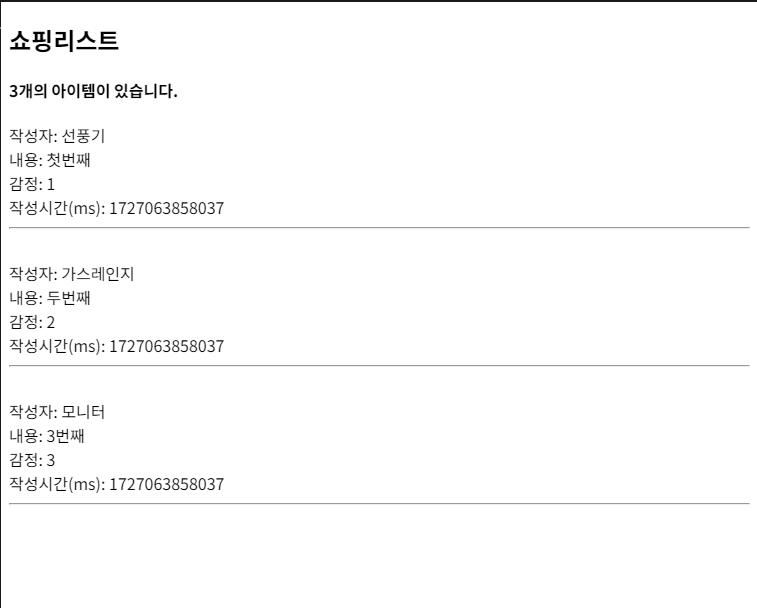 쇼핑리스트
3개의 아이템이 있습니다.
작성자: 선풍기
내용: 첫번째
감정: 1
작성시간(ms): 1727063858037
작성자: 가스레인지
내용: 두번째
감정: 2
작성시간(ms): 1727063858037
작성자: 모니터
내용: 3번째
감정: 3
작성시간(ms): 1727063858037